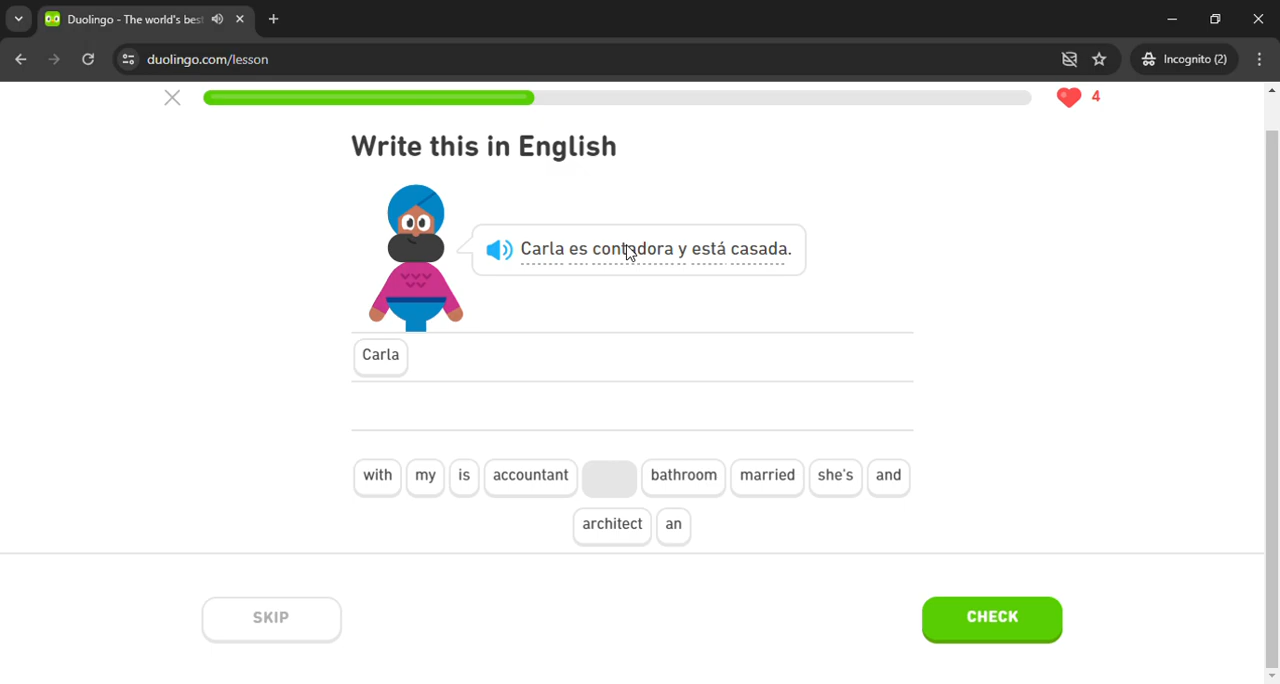 Duolingo - The world's bes
duolingo.com/lesson
Incognito (2)
4
Write this in English
Carla es contadora y está casada.
Carla
with my is accountant bathroom married she's and
architect an
SKIP CHECK